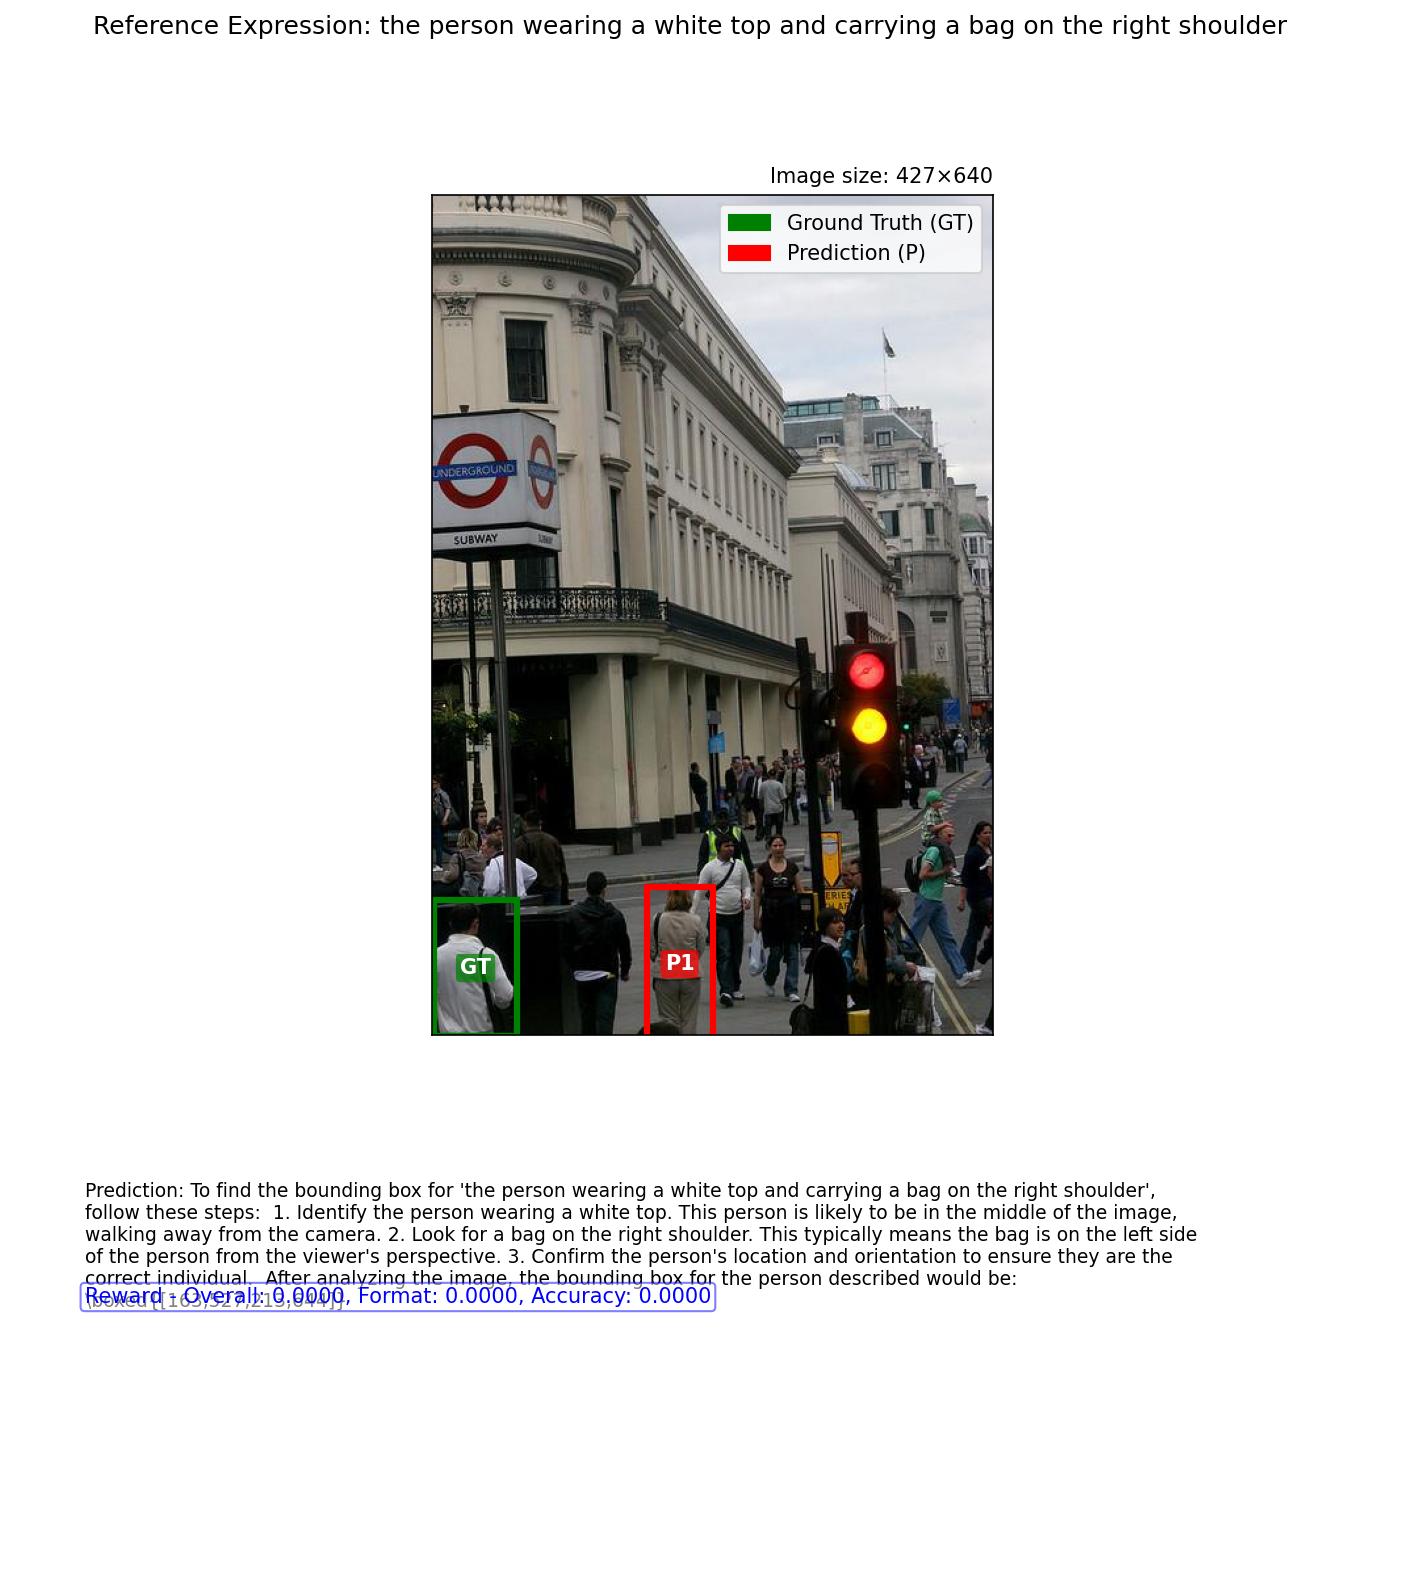 Reference Expression: the person wearing a white top and carrying a bag on the right shoulder
Image size: 427×640
Ground Truth (GT)
Prediction (P)
UNDERGROUND
SUBWAY
GT
P1
Prediction: To find the bounding box for 'the person wearing a white top and carrying a bag on the right shoulder',
follow these steps:  1. Identify the person wearing a white top. This person is likely to be in the middle of the image,
walking away from the camera. 2. Look for a bag on the right shoulder. This typically means the bag is on the left side
of the person from the viewer's perspective. 3. Confirm the person's location and orientation to ensure they are the
correct individual.  After analyzing the image, the bounding box for the person described would be:
Reward - Overall: 0.0000, Format: 0.0000, Accuracy: 0.0000